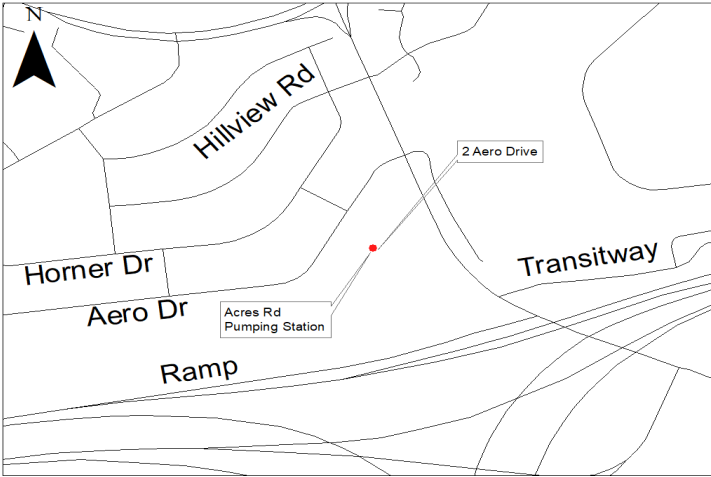 N
Hillview Rd
2 Aero Drive
Transitway
Horner Dr
Aero Dr
Acres Rd
Pumping Station
Ramp